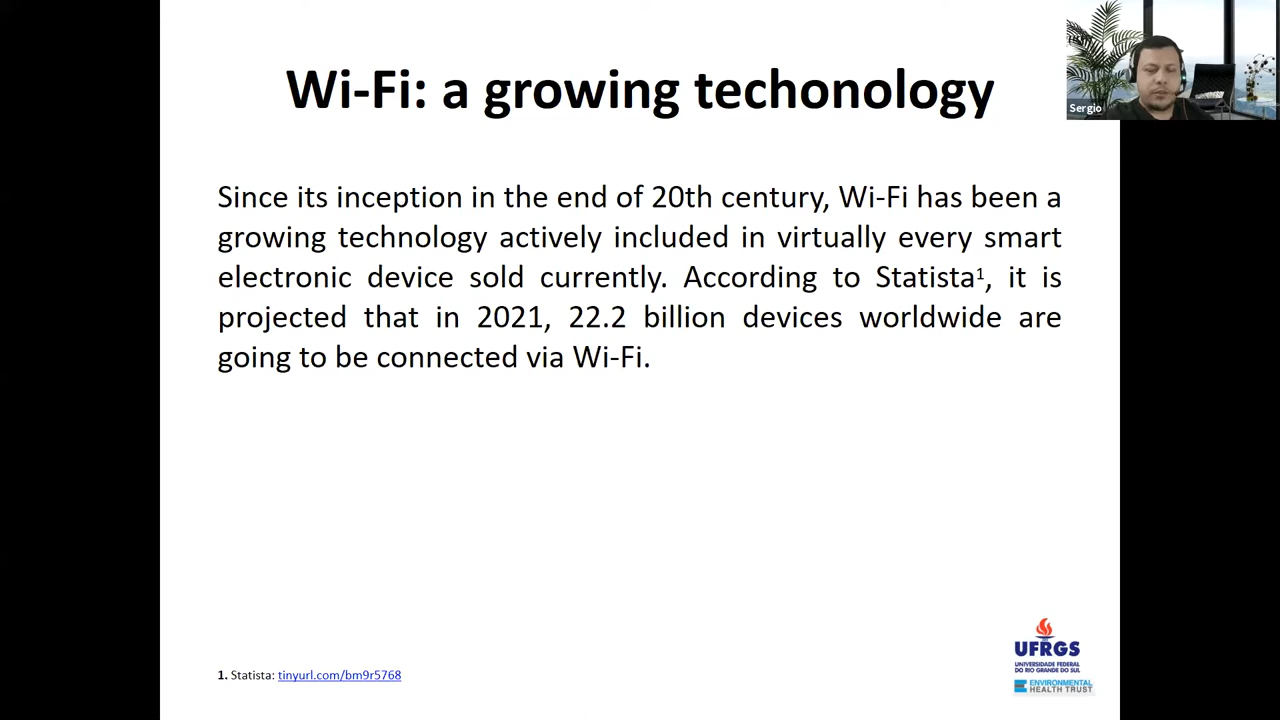 Wi-Fi: a growing techonology
Sergio
Since its inception in the end of 20th century, Wi-Fi has been a
growing technology actively included in virtually every smart
electronic device sold currently. According to Statista¹, it is
projected that in 2021, 22.2 billion devices worldwide are
going to be connected via Wi-Fi.
1. Statista: tinyurl.com/bm9r5768
UFRGS
UNIVERSIDADE FEDERAL
DO RIO GRANDE DO SUL
ENVIRONMENTAL
HEALTH TRUST